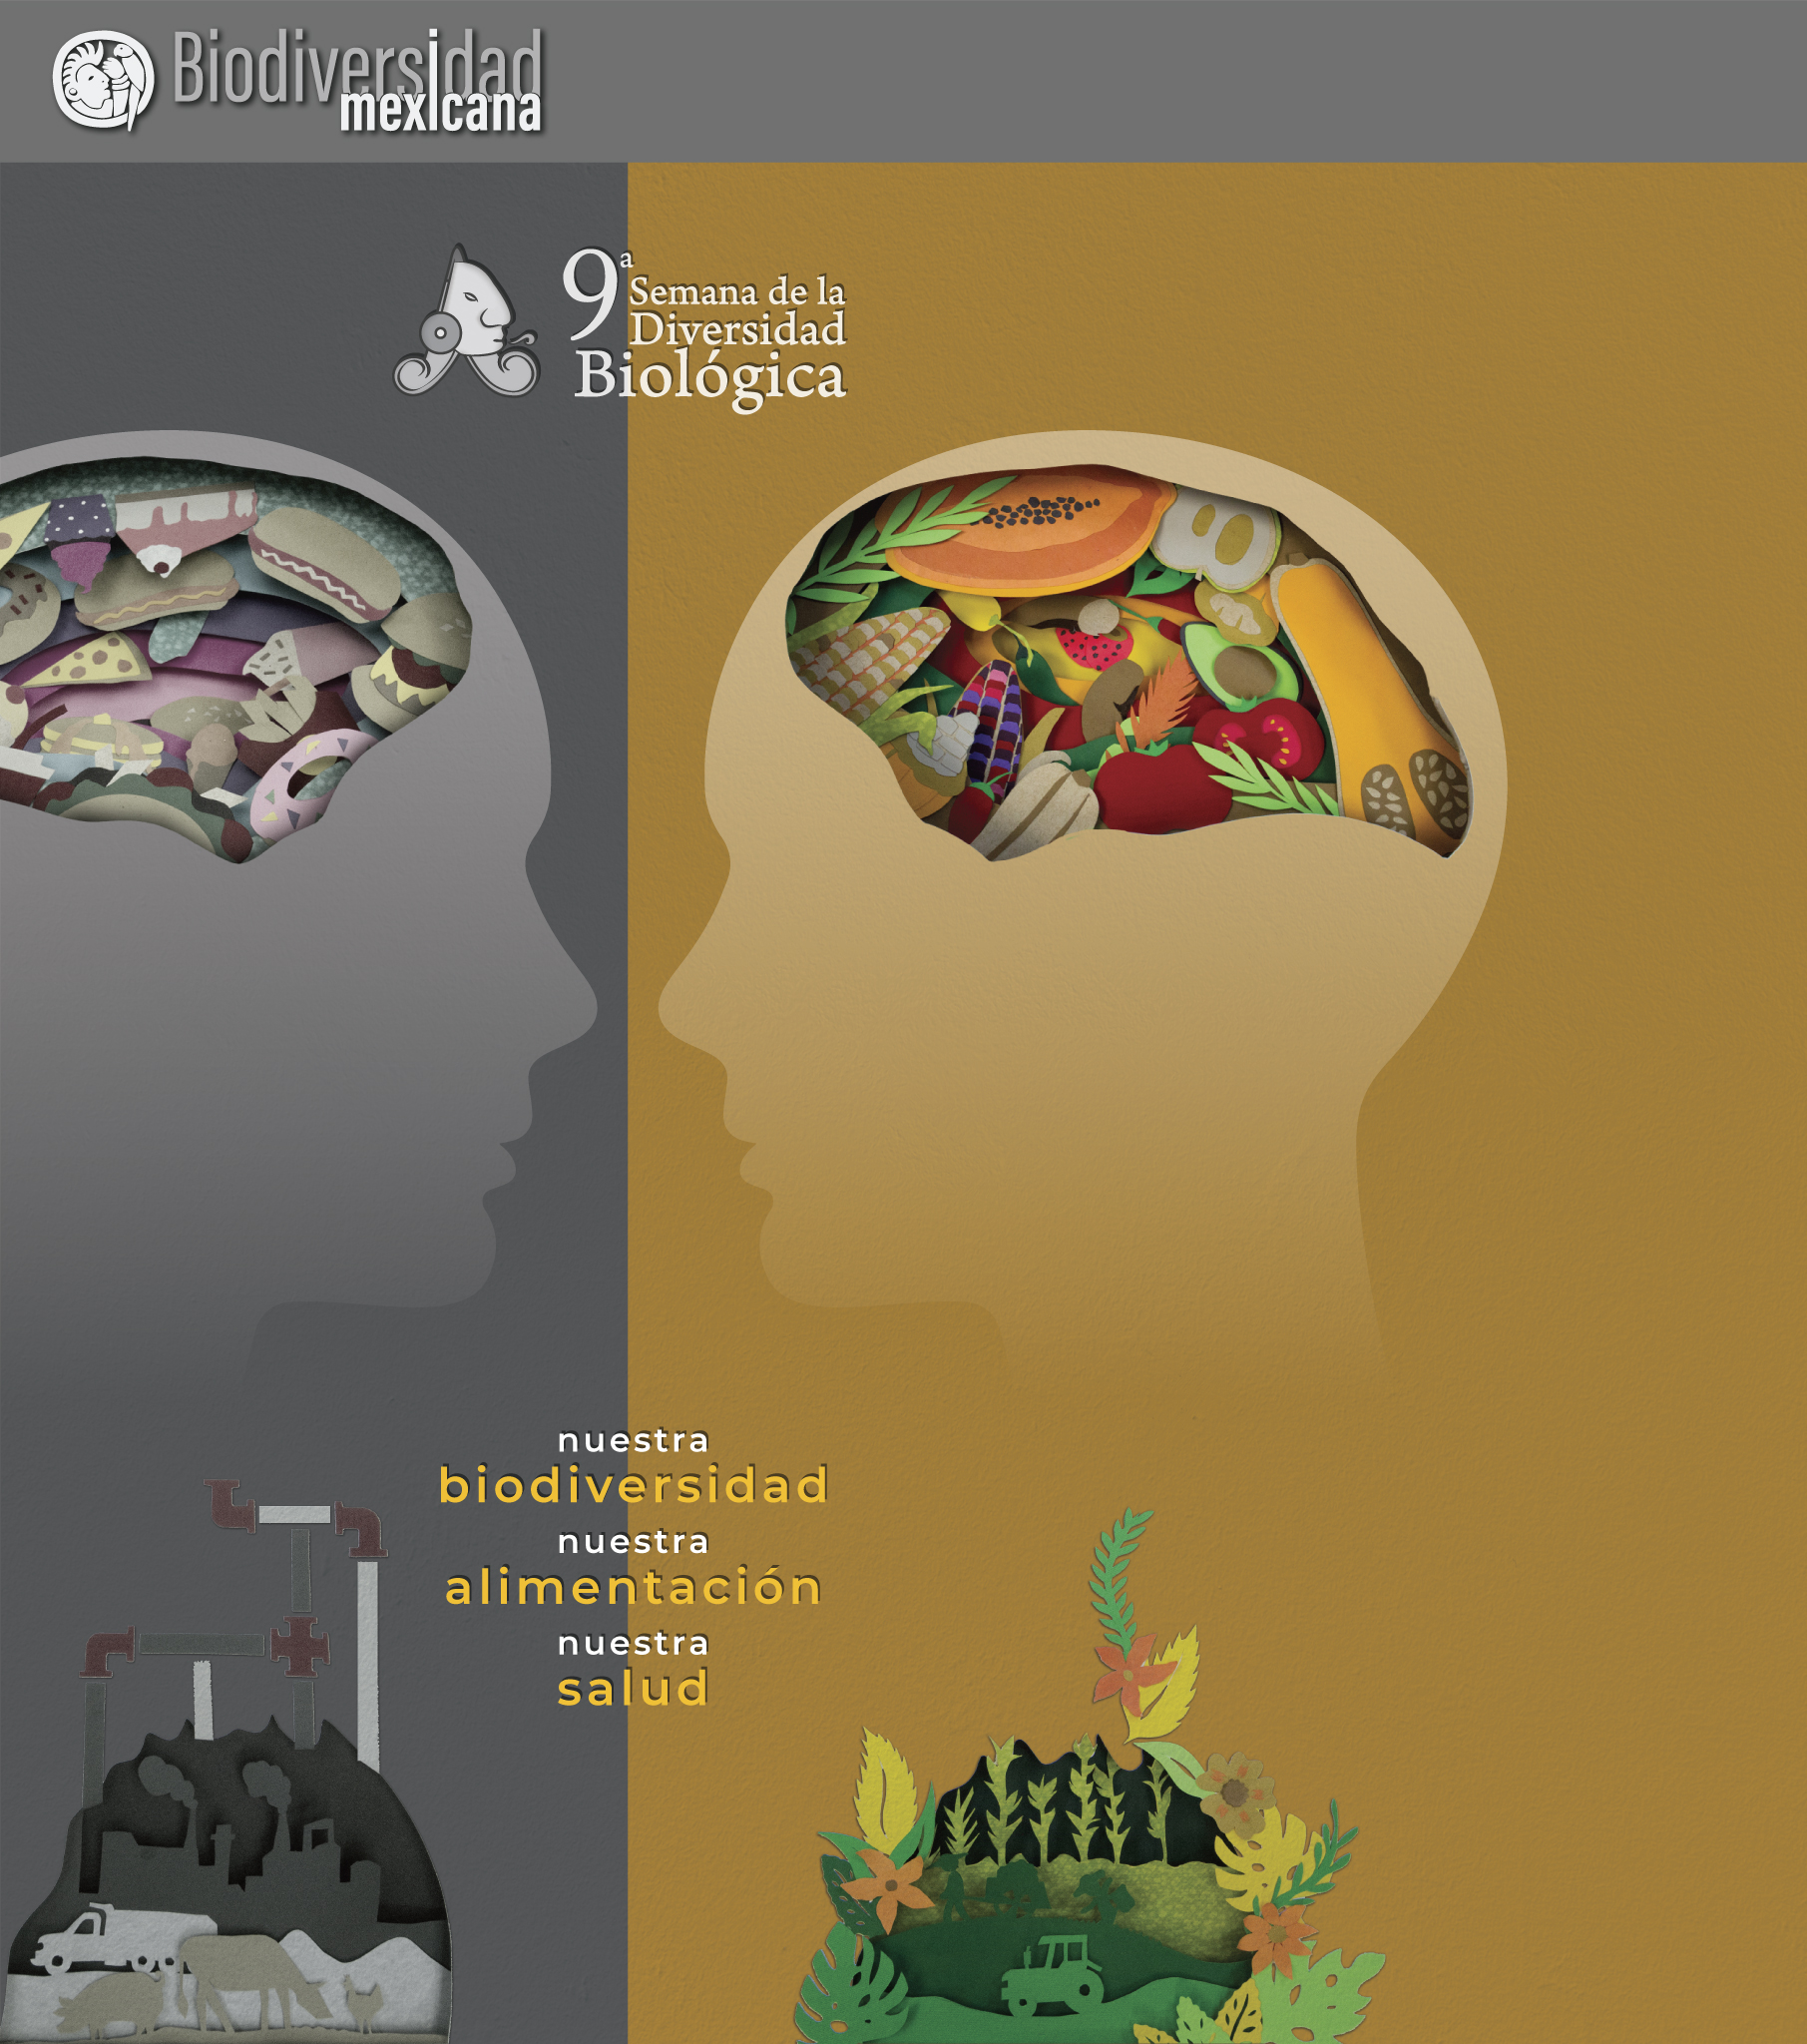 Biodiversidad
mexicana
9ª
Semana de la
Diversidad
Biológica
nuestra
biodiversidad
nuestra
alimentación
nuestra
salud